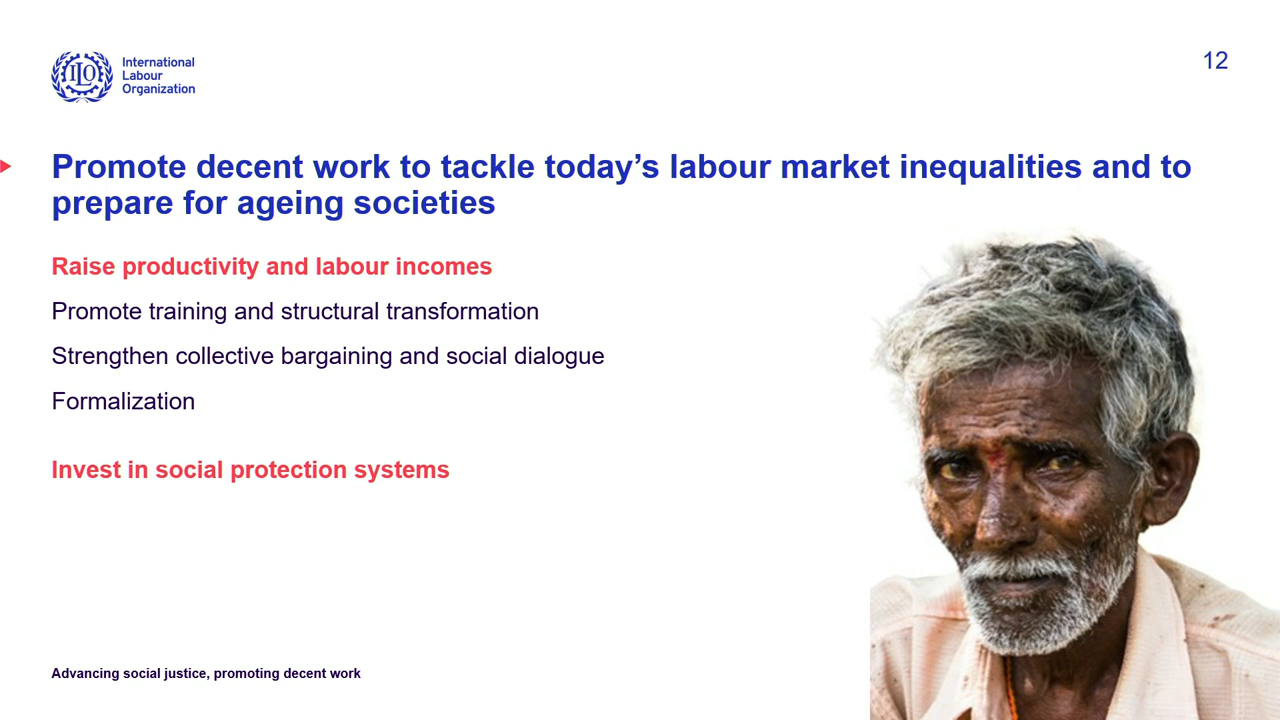 ILO
International
Labour
Organization
12
Promote decent work to tackle today’s labour market inequalities and to
prepare for ageing societies
Raise productivity and labour incomes
Promote training and structural transformation
Strengthen collective bargaining and social dialogue
Formalization
Invest in social protection systems
Advancing social justice, promoting decent work